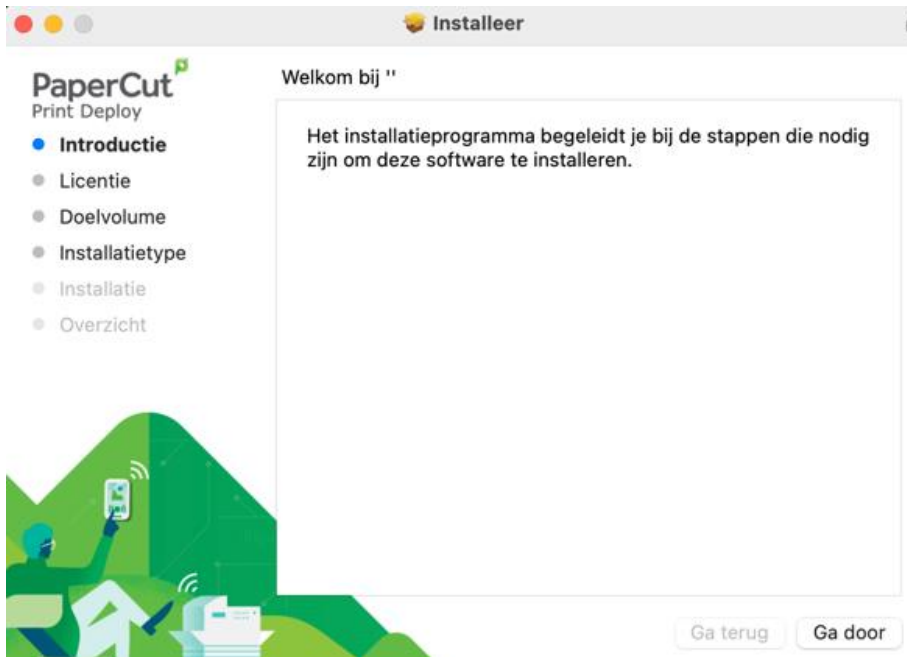 Installeer
PaperCut
Print Deploy
Introductie
Licentie
Doelvolume
Installatietype
Installatie
Overzicht
Welkom bij ''
Het installatieprogramma begeleidt je bij de stappen die nodig
zijn om deze software te installeren.
Ga terug
Ga door